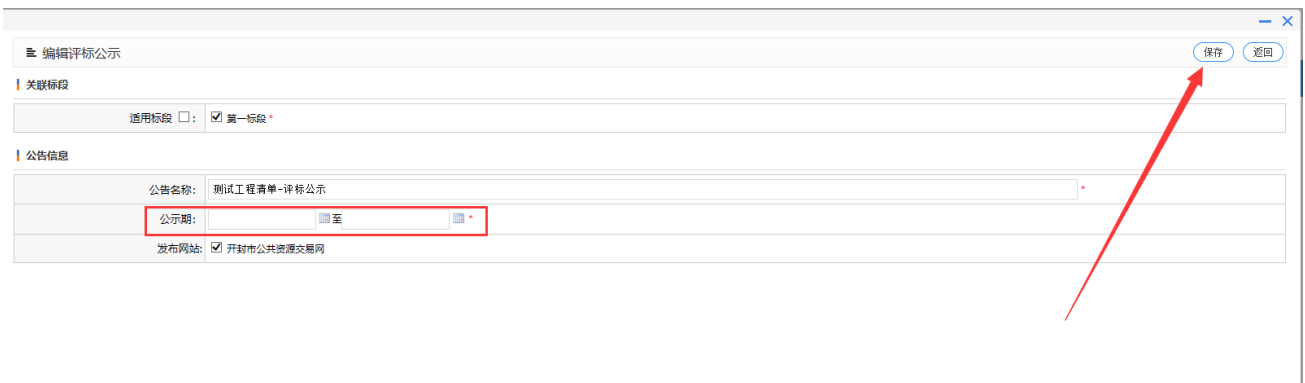 编辑评标公示
保存 返回
关联标段
适用标段 : 第一标段 *
公告信息
公告名称: 测试工程清单-评标公示 *
公示期: 至 *
发布网站: 开封市公共资源交易网